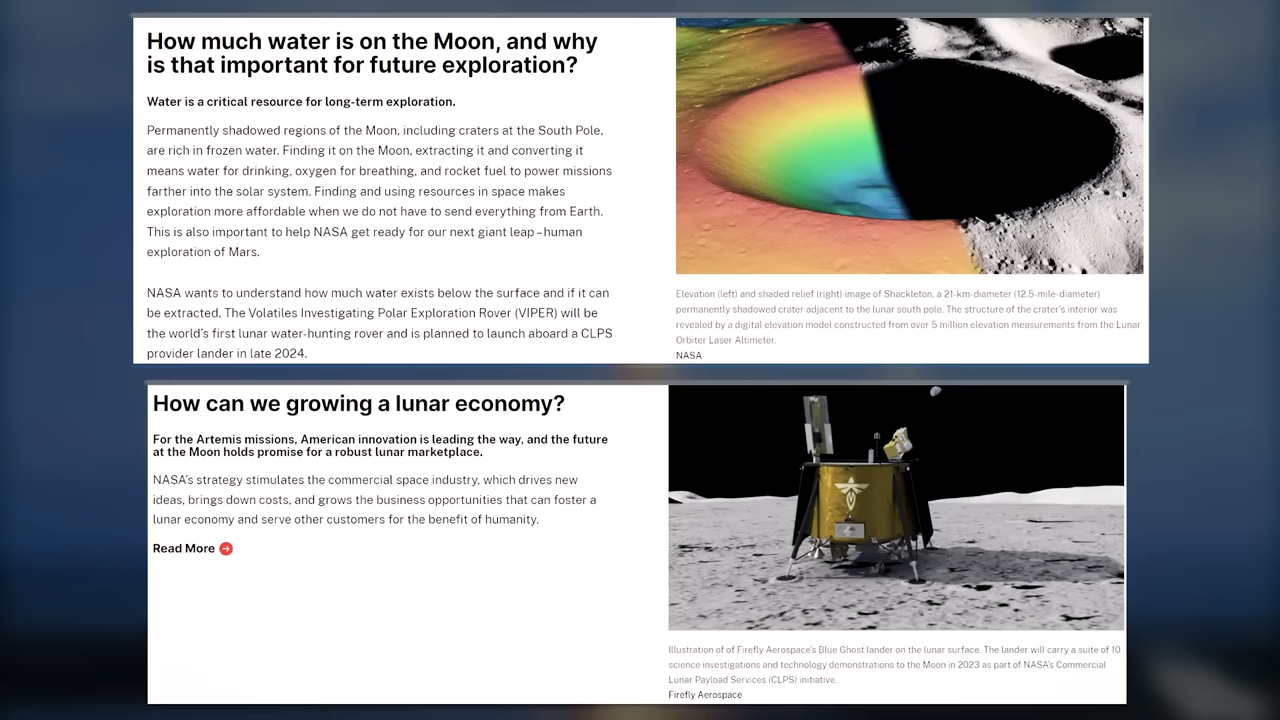 How much water is on the Moon, and why
is that important for future exploration?
Water is a critical resource for long-term exploration.
Permanently shadowed regions of the Moon, including craters at the South Pole,
are rich in frozen water. Finding it on the Moon, extracting it and converting it
means water for drinking, oxygen for breathing, and rocket fuel to power missions
farther into the solar system. Finding and using resources in space makes
exploration more affordable when we do not have to send everything from Earth.
This is also important to help NASA get ready for our next giant leap – human
exploration of Mars.
NASA wants to understand how much water exists below the surface and if it can
be extracted. The Volatiles Investigating Polar Exploration Rover (VIPER) will be
the world's first lunar water-hunting rover and is planned to launch aboard a CLPS
provider lander in late 2024.
Elevation (left) and shaded relief (right) image of Shackleton, a 21-km-diameter (12.5-mile-diameter)
permanently shadowed crater adjacent to the lunar south pole. The structure of the crater's interior was
revealed by a digital elevation model constructed from over 5 million elevation measurements from the Lunar
Orbiter Laser Altimeter.
NASA
How can we growing a lunar economy?
For the Artemis missions, American innovation is leading the way, and the future
at the Moon holds promise for a robust lunar marketplace.
NASA's strategy stimulates the commercial space industry, which drives new
ideas, brings down costs, and grows the business opportunities that can foster a
lunar economy and serve other customers for the benefit of humanity.
Read More
Illustration of of Firefly Aerospace's Blue Ghost lander on the lunar surface. The lander will carry a suite of 10
science investigations and technology demonstrations to the Moon in 2023 as part of NASA's Commercial
Lunar Payload Services (CLPS) initiative.
Firefly Aerospace